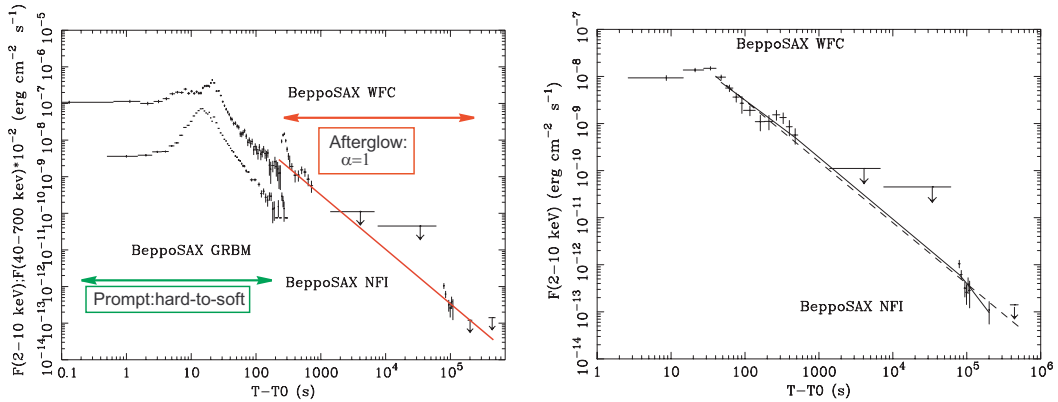 F(2−10 keV);F(40−700 kev)*10⁻² (erg cm⁻² s⁻¹)
10⁻⁵
10⁻⁶
10⁻⁷
10⁻⁸
10⁻⁹
10⁻¹⁰
10⁻¹¹
10⁻¹²
10⁻¹³
10⁻¹⁴
BeppoSAX WFC
Afterglow:
α=1
BeppoSAX GRBM
Prompt:hard-to-soft
BeppoSAX NFI
0.1 1 10 100 1000 10⁴ 10⁵
T−T0 (s)
F(2−10 keV) (erg cm⁻² s⁻¹)
10⁻⁷
10⁻⁸
10⁻⁹
10⁻¹⁰
10⁻¹¹
10⁻¹²
10⁻¹³
10⁻¹⁴
BeppoSAX WFC
BeppoSAX NFI
1 10 100 1000 10⁴ 10⁵ 10⁶
T−T0 (s)